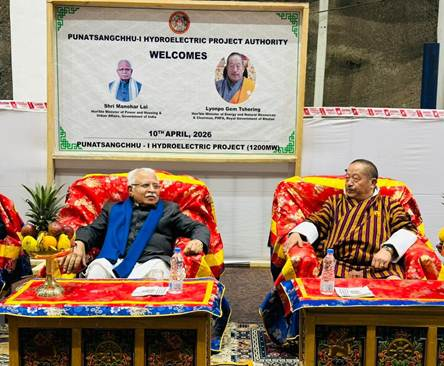 PUNATSANGCHHU-I HYDROELECTRIC PROJECT AUTHORITY
WELCOMES
Shri Manohar Lal
Hon'ble Minister of Power and Housing &
Urban Affairs, Government of India
Lyonpo Gem Tshering
Hon'ble Minister of Energy and Natural Resources
& Chairman, PHPA, Royal Government of Bhutan
10TH APRIL, 2026
PUNATSANGCHHU - I HYDROELECTRIC PROJECT (1200MW)